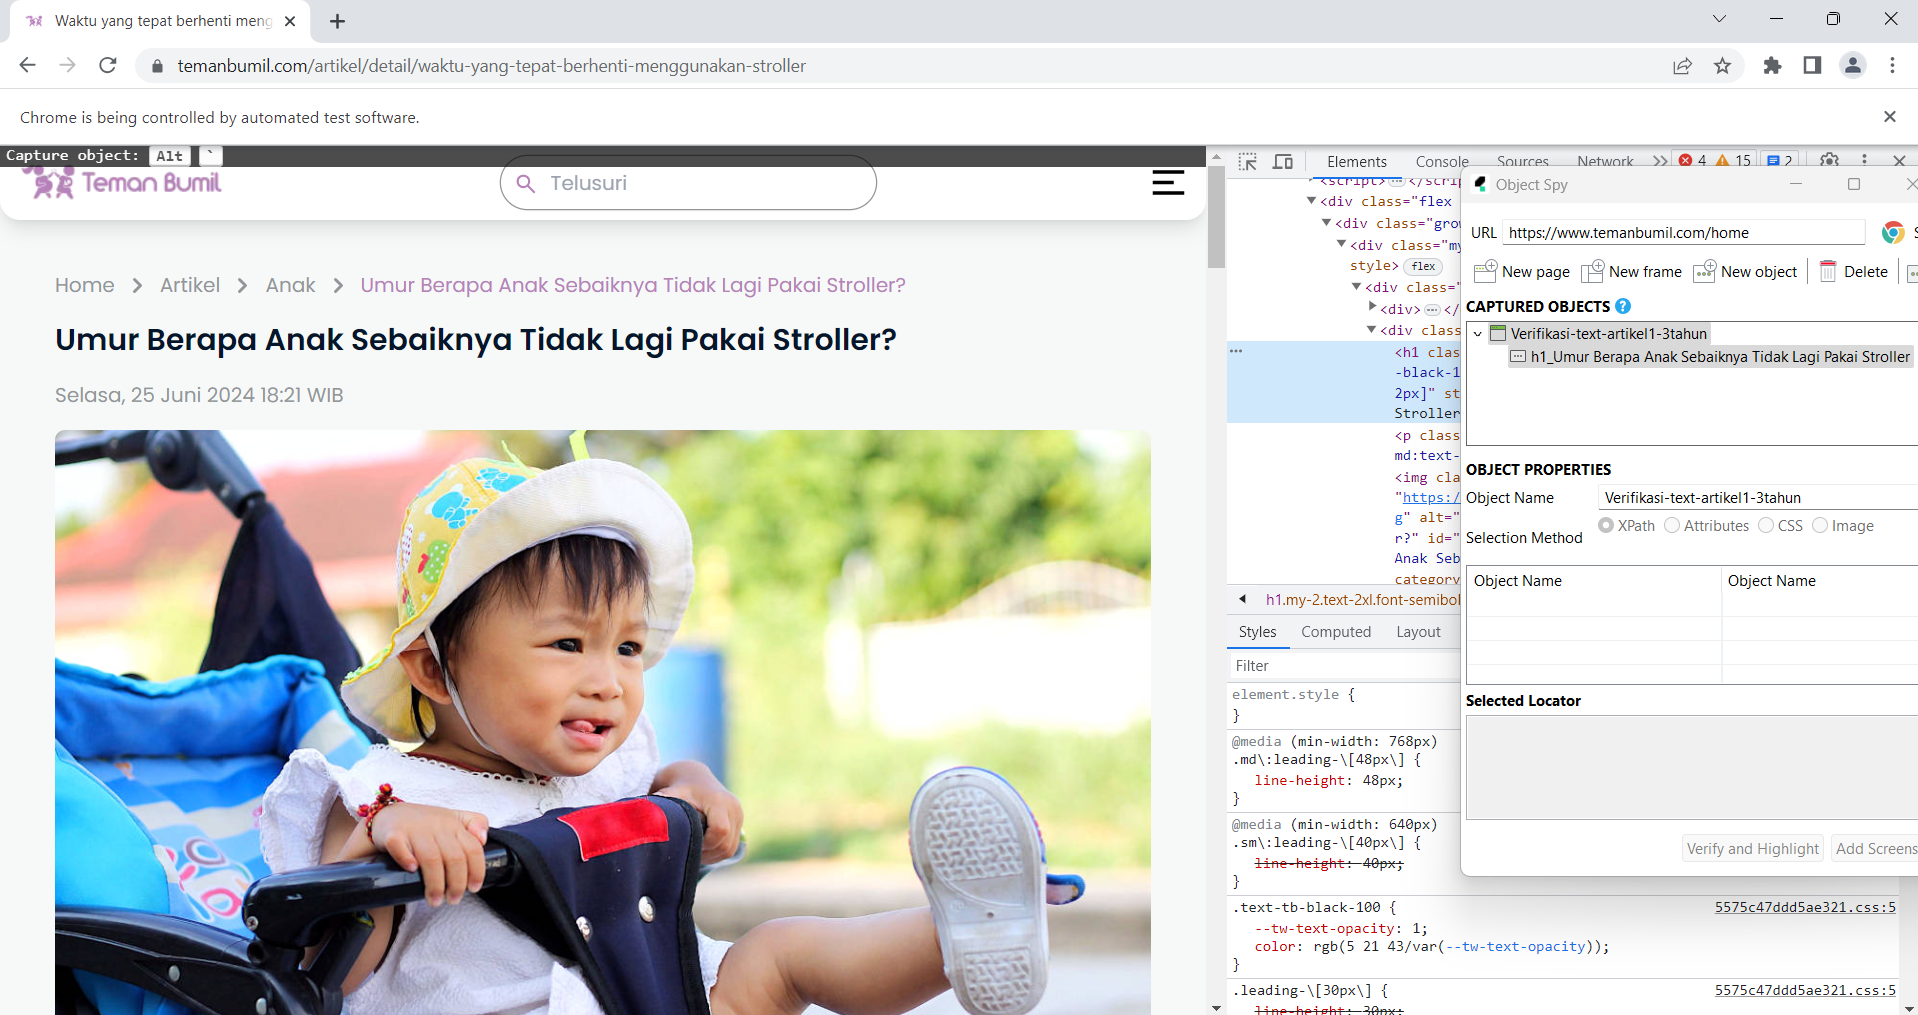 Waktu yang tepat berhenti meng
temanbumil.com/artikel/detail/waktu-yang-tepat-berhenti-menggunakan-stroller
Chrome is being controlled by automated test software.
Capture object: Alt `
Teman Bumil
Telusuri
Home > Artikel > Anak > Umur Berapa Anak Sebaiknya Tidak Lagi Pakai Stroller?
Umur Berapa Anak Sebaiknya Tidak Lagi Pakai Stroller?
Selasa, 25 Juni 2024 18:21 WIB
Elements Console Sources Network 4 15 2
<script> … </scri
<div class="flex
<div class="grow
<div class="my
style> flex
<div class="
<div> … </
<div clas
<h1 clas
-black-1
2px]" st
Stroller
<p class
md:text-
<img cla
"https:/
g" alt="
r?" id="
Anak Seb
category
h1.my-2.text-2xl.font-semibol
Styles Computed Layout
Filter
element.style {
}
@media (min-width: 768px)
.md\:leading-\[48px\] {
line-height: 48px;
}
@media (min-width: 640px)
.sm\:leading-\[40px\] {
line-height: 40px;
}
.text-tb-black-100 { 5575c47ddd5ae321.css:5
--tw-text-opacity: 1;
color: rgb(5 21 43/var(--tw-text-opacity));
}
.leading-\[30px\] { 5575c47ddd5ae321.css:5
line-height: 30px;
Object Spy
URL https://www.temanbumil.com/home
New page New frame New object Delete
CAPTURED OBJECTS ?
Verifikasi-text-artikel1-3tahun
h1_Umur Berapa Anak Sebaiknya Tidak Lagi Pakai Stroller
OBJECT PROPERTIES
Object Name Verifikasi-text-artikel1-3tahun
Selection Method XPath Attributes CSS Image
Object Name Object Name
Selected Locator
Verify and Highlight Add Screens